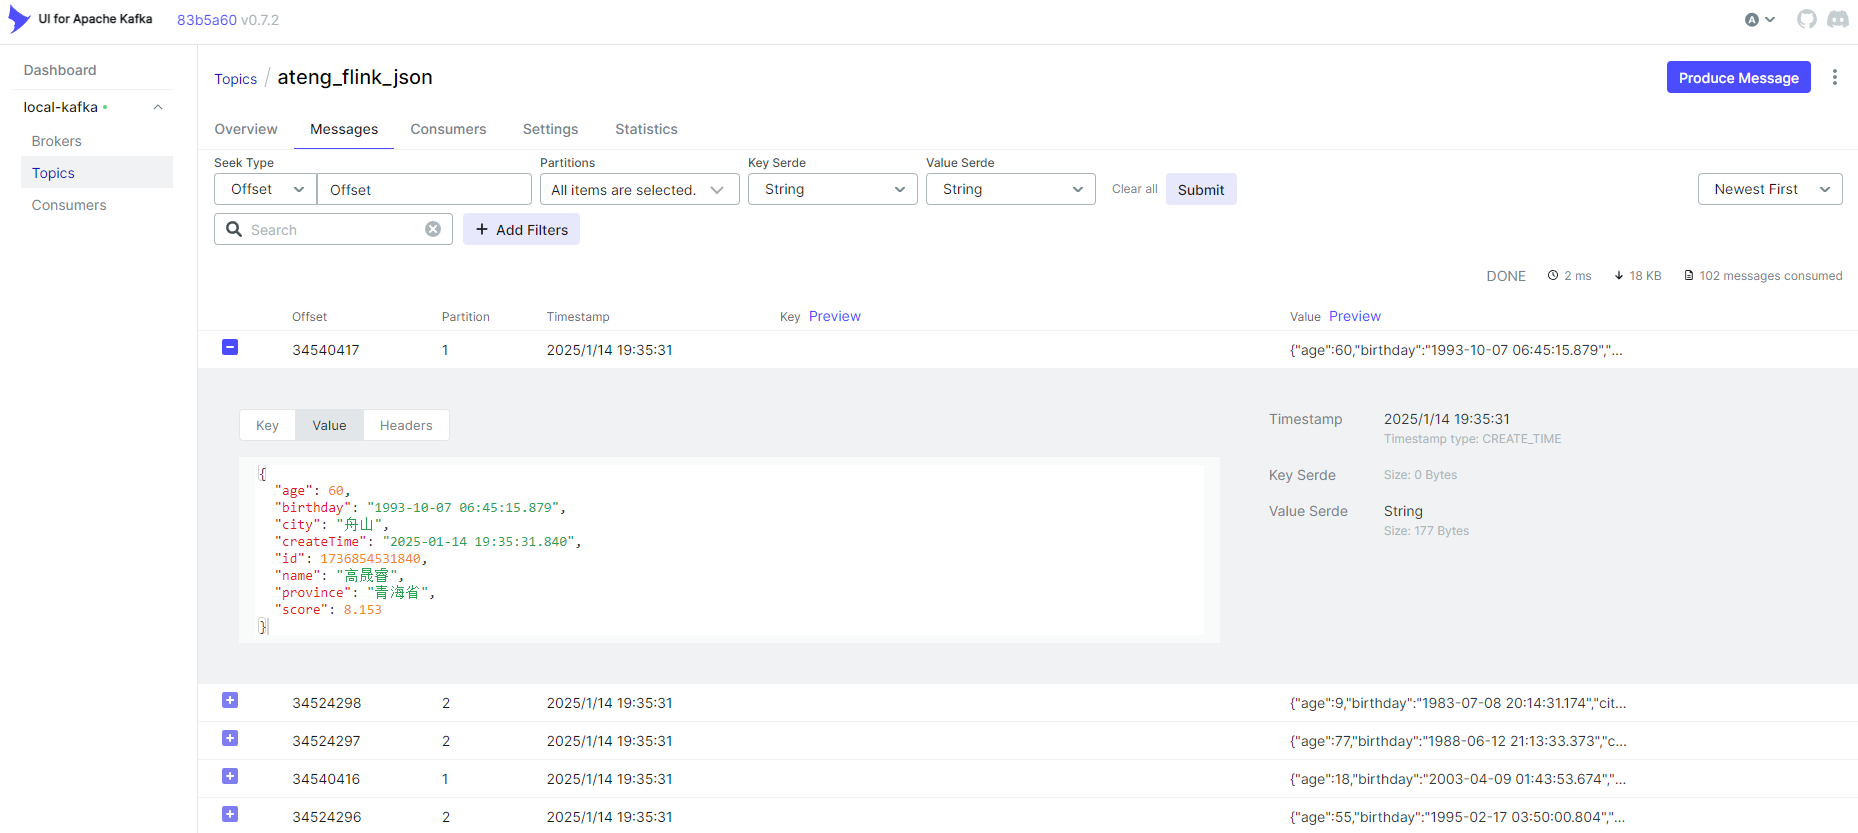 UI for Apache Kafka 83b5a60 v0.7.2 A
Dashboard
local-kafka
Brokers
Topics
Consumers
Topics / ateng_flink_json Produce Message
Overview Messages Consumers Settings Statistics
Seek Type Partitions Key Serde Value Serde
Offset Offset All items are selected. String String Clear all Submit Newest First
Search Add Filters
DONE 2 ms 18 KB 102 messages consumed
Offset Partition Timestamp Key Preview Value Preview
34540417 1 2025/1/14 19:35:31 {"age":60,"birthday":"1993-10-07 06:45:15.879","...
Key Value Headers
{
"age": 60,
"birthday": "1993-10-07 06:45:15.879",
"city": "舟山",
"createTime": "2025-01-14 19:35:31.840",
"id": 1736854531840,
"name": "高晟睿",
"province": "青海省",
"score": 8.153
}
Timestamp 2025/1/14 19:35:31
Timestamp type: CREATE_TIME
Key Serde Size: 0 Bytes
Value Serde String
Size: 177 Bytes
34524298 2 2025/1/14 19:35:31 {"age":9,"birthday":"1983-07-08 20:14:31.174","cit...
34524297 2 2025/1/14 19:35:31 {"age":77,"birthday":"1988-06-12 21:13:33.373","c...
34540416 1 2025/1/14 19:35:31 {"age":18,"birthday":"2003-04-09 01:43:53.674","...
34524296 2 2025/1/14 19:35:31 {"age":55,"birthday":"1995-02-17 03:50:00.804","...